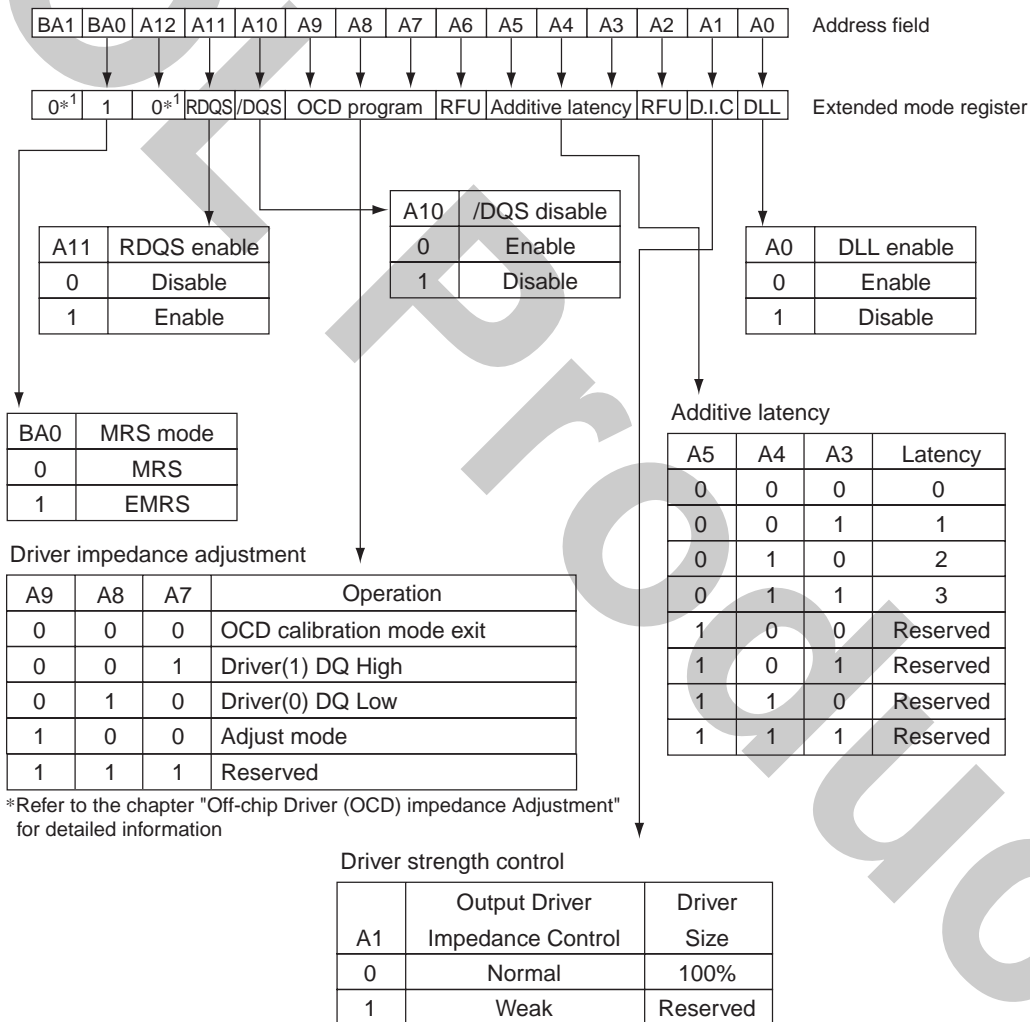 BA1 BA0 A12 A11 A10 A9 A8 A7 A6 A5 A4 A3 A2 A1 A0 Address field
0*1 1 0*1 RDQS /DQS OCD program RFU Additive latency RFU D.I.C DLL Extended mode register
A10 /DQS disable
0 Enable
1 Disable
A11 RDQS enable
0 Disable
1 Enable
A0 DLL enable
0 Enable
1 Disable
BA0 MRS mode
0 MRS
1 EMRS
Additive latency
A5 A4 A3 Latency
0 0 0 0
0 0 1 1
0 1 0 2
0 1 1 3
1 0 0 Reserved
1 0 1 Reserved
1 1 0 Reserved
1 1 1 Reserved
Driver impedance adjustment
A9 A8 A7 Operation
0 0 0 OCD calibration mode exit
0 0 1 Driver(1) DQ High
0 1 0 Driver(0) DQ Low
1 0 0 Adjust mode
1 1 1 Reserved
*Refer to the chapter "Off-chip Driver (OCD) impedance Adjustment"
for detailed information
Driver strength control
Output Driver Driver
A1 Impedance Control Size
0 Normal 100%
1 Weak Reserved